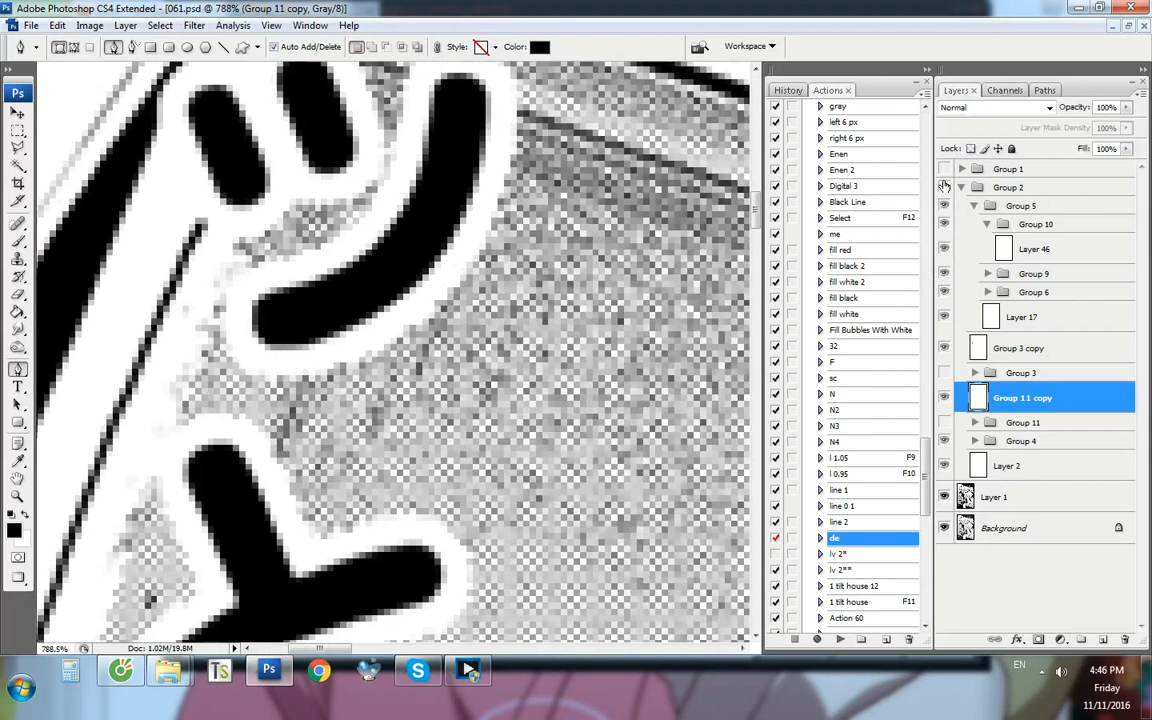 Adobe Photoshop CS4 Extended - [061.psd @ 788% (Group 11 copy, Gray/8)]
File Edit Image Layer Select Filter Analysis View Window Help
Auto Add/Delete Style: Color: Workspace
History Actions
gray
left 6 px
right 6 px
Enen
Enen 2
Digital 3
Black Line
Select F12
me
fill red
fill black 2
fill white 2
fill black
fill white
Fill Bubbles With White
32
F
sc
N
N2
N3
N4
l 1.05 F9
l 0.95 F10
line 1
line 0 1
line 2
de
lv 2*
lv 2**
1 tilt house 12
1 tilt house F11
Action 60
Layers Channels Paths
Normal Opacity: 100%
Layer Mask Density: 100%
Lock: Fill: 100%
Group 1
Group 2
Group 5
Group 10
Layer 46
Group 9
Group 6
Layer 17
Group 3 copy
Group 3
Group 11 copy
Group 11
Group 4
Layer 2
Layer 1
Background
Ps
T
fx
788.5% Doc: 1.02M/19.8M
TS Ps S
EN
4:46 PM
Friday
11/11/2016